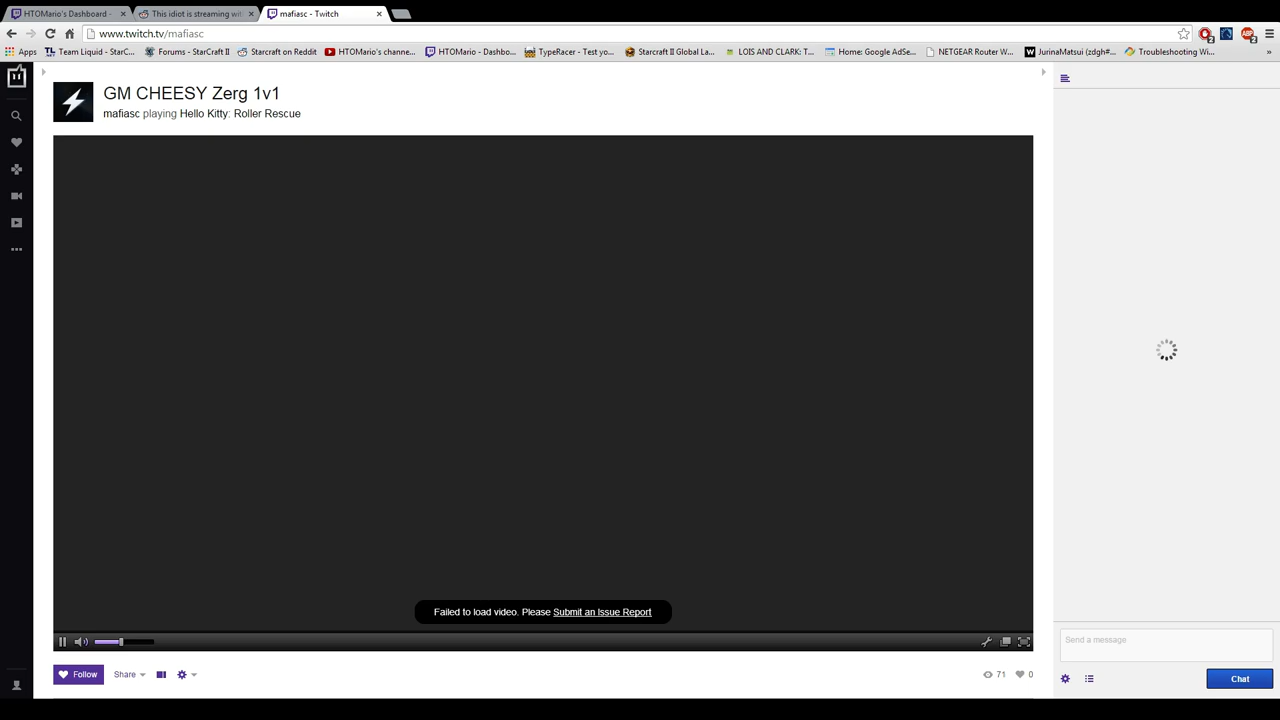 HTOMario's Dashboard -
This idiot is streaming wit
mafiasc - Twitch
www.twitch.tv/mafiasc
Apps
Team Liquid - StarC...
Forums - StarCraft II
Starcraft on Reddit
HTOMario's channe...
HTOMario - Dashbo...
TypeRacer - Test yo...
Starcraft II Global La...
LOIS AND CLARK: T...
Home: Google AdSe...
NETGEAR Router W...
JurinaMatsui (zdgh#...
Troubleshooting Wi...
»
GM CHEESY Zerg 1v1
mafiasc playing Hello Kitty: Roller Rescue
Failed to load video. Please Submit an Issue Report
Follow
Share
71
0
Send a message
Chat